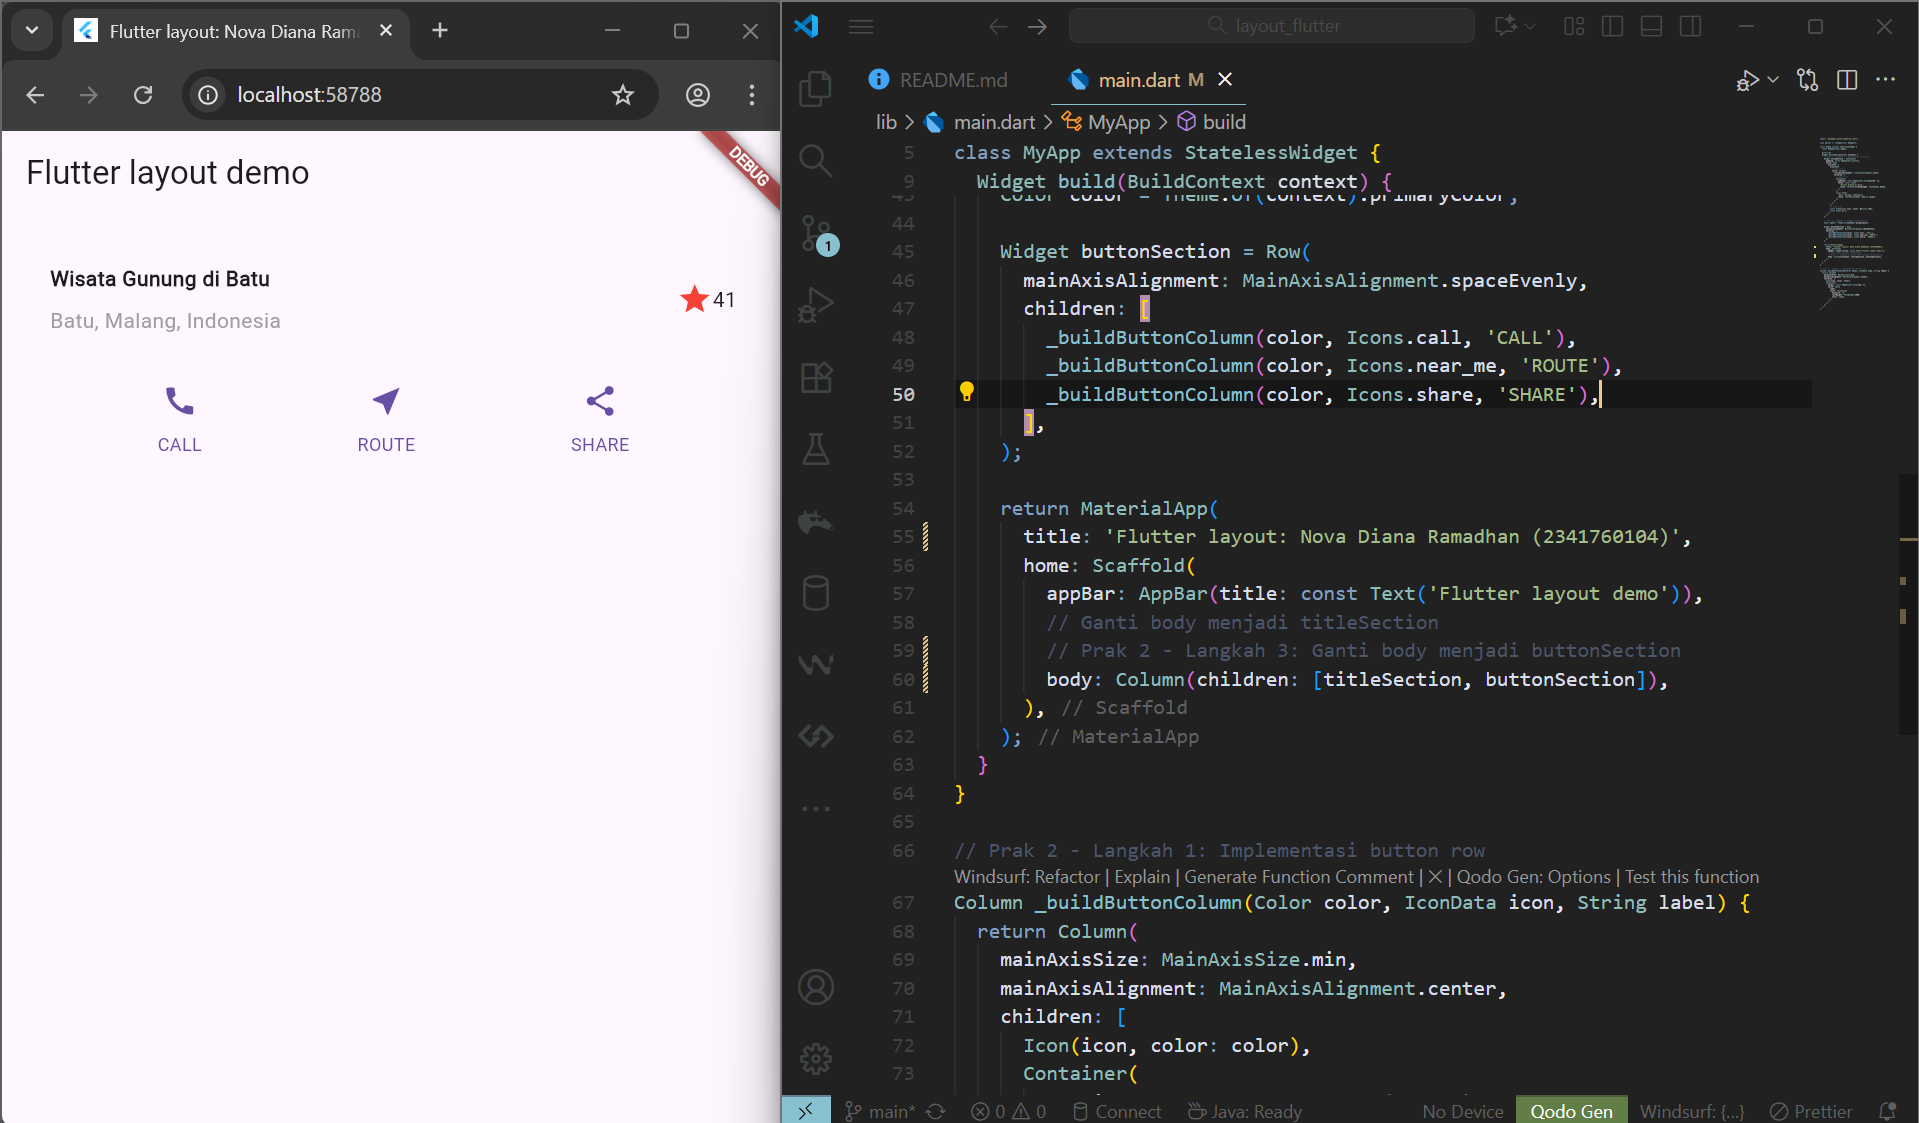 Flutter layout: Nova Diana Ram
localhost:58788
Flutter layout demo
DEBUG
Wisata Gunung di Batu
41
Batu, Malang, Indonesia
CALL ROUTE SHARE
layout_flutter
README.md main.dart M
lib > main.dart > MyApp > build
1
5 class MyApp extends StatelessWidget {
9 Widget build(BuildContext context) {
43 Color color = Theme.of(context).primaryColor;
44
45 Widget buttonSection = Row(
46 mainAxisAlignment: MainAxisAlignment.spaceEvenly,
47 children: [
48 _buildButtonColumn(color, Icons.call, 'CALL'),
49 _buildButtonColumn(color, Icons.near_me, 'ROUTE'),
50 _buildButtonColumn(color, Icons.share, 'SHARE'),
51 ],
52 );
53
54 return MaterialApp(
55 title: 'Flutter layout: Nova Diana Ramadhan (2341760104)',
56 home: Scaffold(
57 appBar: AppBar(title: const Text('Flutter layout demo')),
58 // Ganti body menjadi titleSection
59 // Prak 2 - Langkah 3: Ganti body menjadi buttonSection
60 body: Column(children: [titleSection, buttonSection]),
61 ), // Scaffold
62 ); // MaterialApp
63 }
64 }
65
66 // Prak 2 - Langkah 1: Implementasi button row
Windsurf: Refactor | Explain | Generate Function Comment | X | Qodo Gen: Options | Test this function
67 Column _buildButtonColumn(Color color, IconData icon, String label) {
68 return Column(
69 mainAxisSize: MainAxisSize.min,
70 mainAxisAlignment: MainAxisAlignment.center,
71 children: [
72 Icon(icon, color: color),
73 Container(
main* 0 0 Connect Java: Ready No Device Qodo Gen Windsurf: {...} Prettier